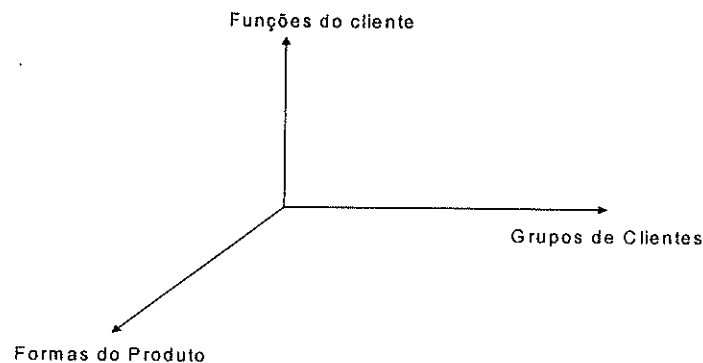 Funções do cliente
Grupos de Clientes
Formas do Produto